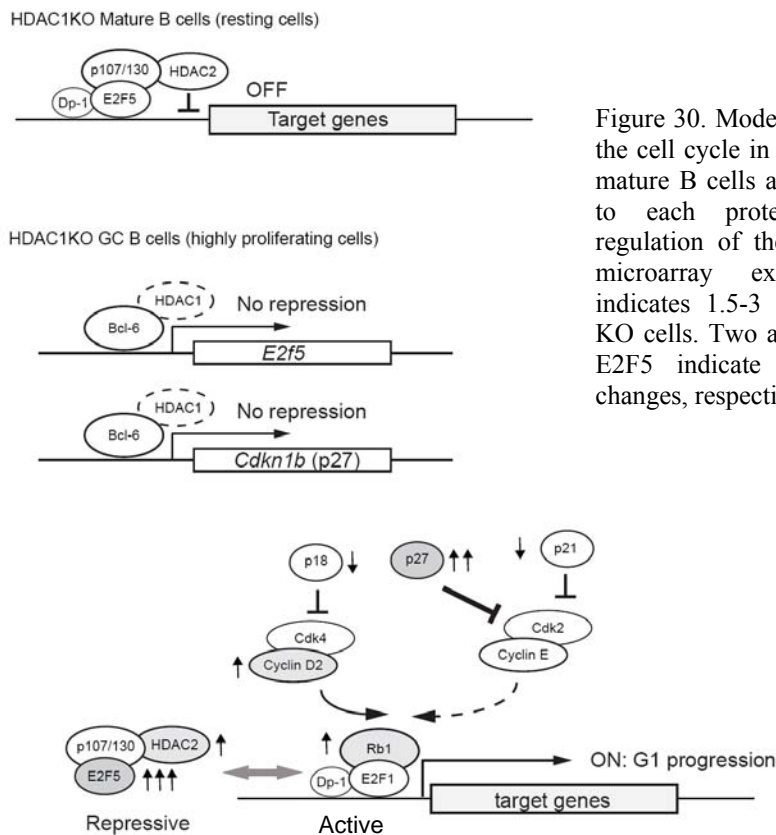 HDAC1KO Mature B cells (resting cells)
p107/130
HDAC2
Dp-1
E2F5
OFF
Target genes
Figure 30. Mode
the cell cycle in
mature B cells a
to each prote
regulation of the
microarray ex
indicates 1.5-3
KO cells. Two a
E2F5 indicate
changes, respecti
HDAC1KO GC B cells (highly proliferating cells)
HDAC1
Bcl-6
No repression
E2f5
HDAC1
Bcl-6
No repression
Cdkn1b (p27)
p18
p27
p21
Cdk4
Cyclin D2
Cdk2
Cyclin E
p107/130
HDAC2
E2F5
Rb1
Dp-1
E2F1
ON: G1 progression
target genes
Repressive
Active